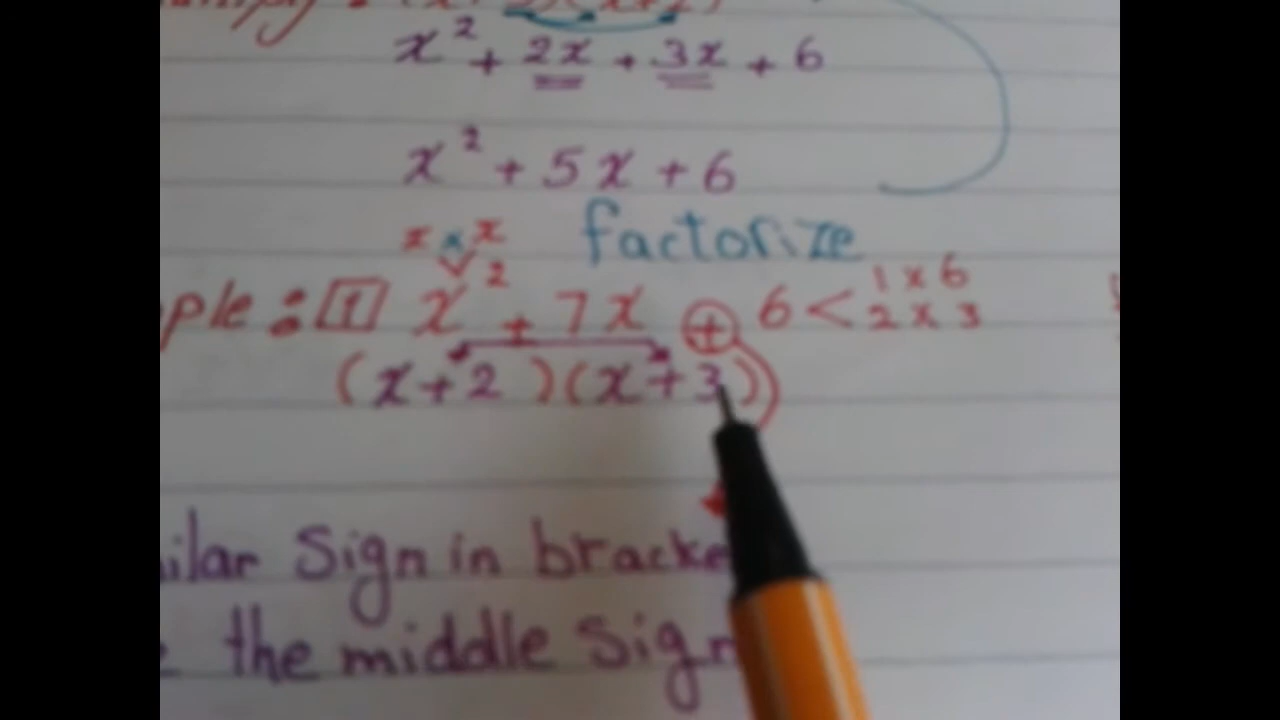 x² + 2x + 3x + 6
x² + 5x + 6
x × x factorize
ple : 1 x² + 7x + 6 < 1 x 6
2 x 3
(x+2)(x+3)
ilar Sign in bracke
the middle Sign